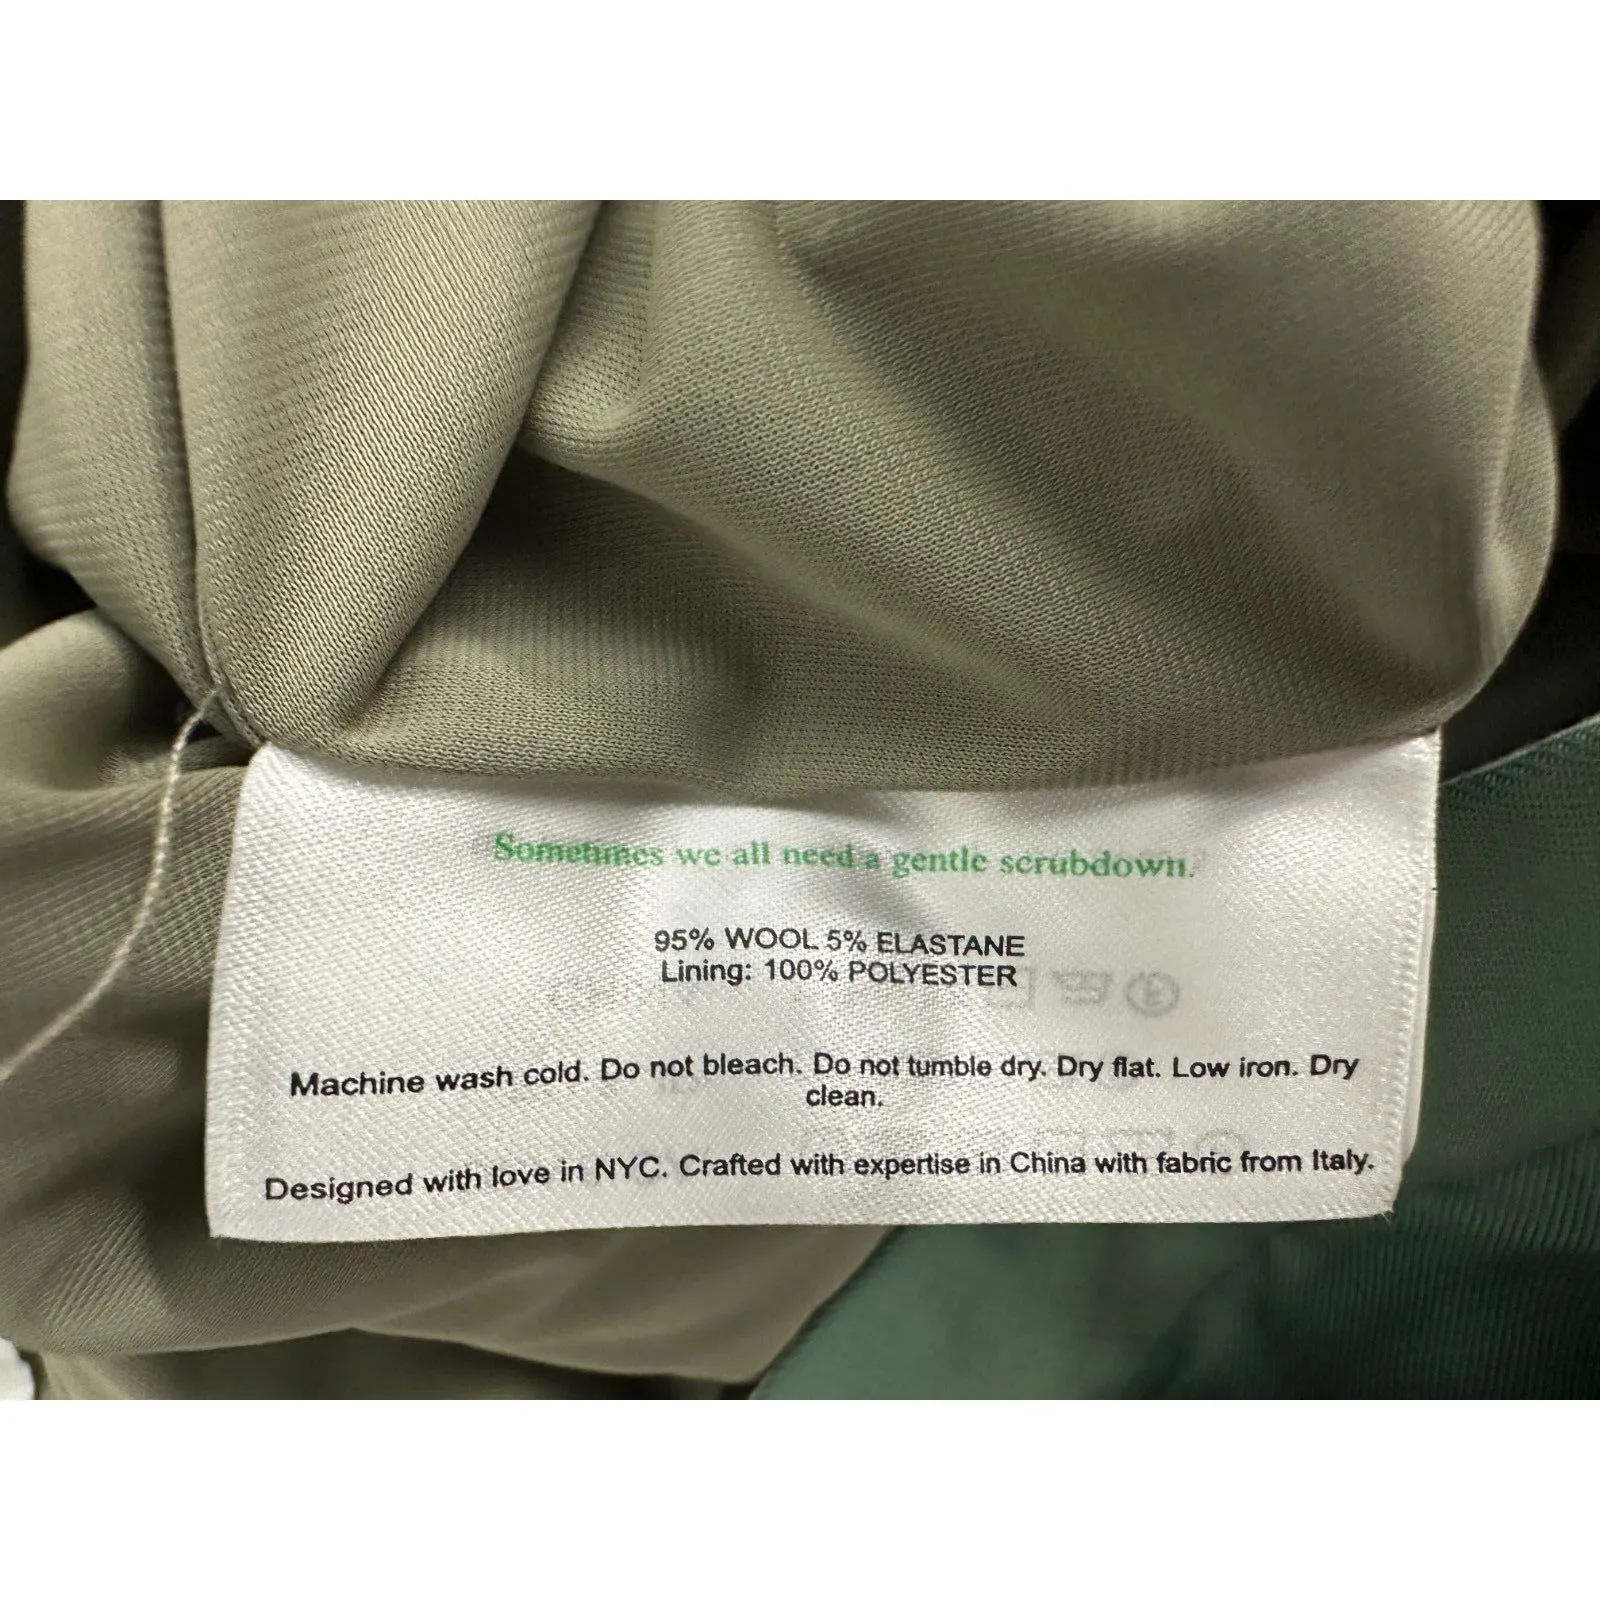 Sometimes we all need a gentle scrubdown.
95% WOOL 5% ELASTANE
Lining: 100% POLYESTER
Machine wash cold. Do not bleach. Do not tumble dry. Dry flat. Low iron. Dry
clean.
Designed with love in NYC. Crafted with expertise in China with fabric from Italy.